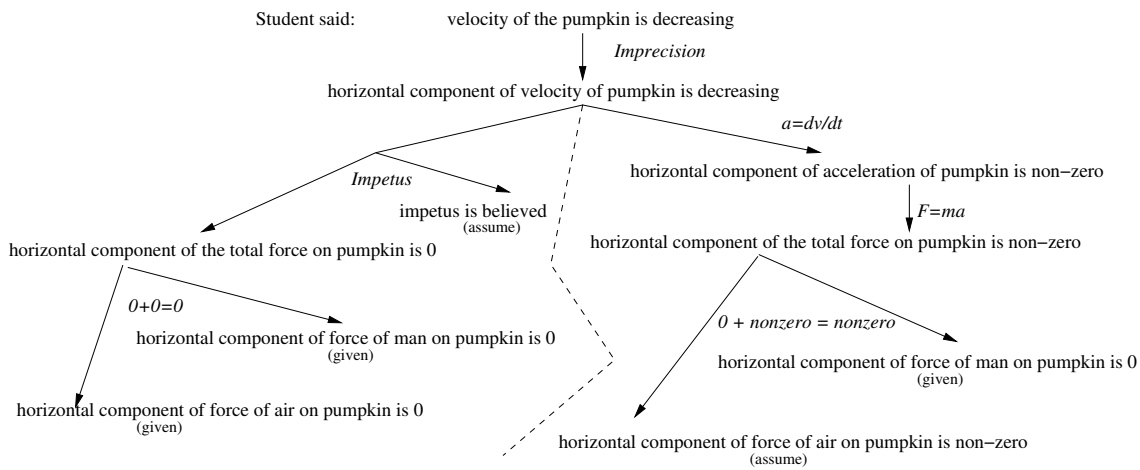 Student said: velocity of the pumpkin is decreasing
Imprecision
horizontal component of velocity of pumpkin is decreasing
a=dv/dt
horizontal component of acceleration of pumpkin is non−zero
Impetus
impetus is believed
(assume)
F=ma
horizontal component of the total force on pumpkin is 0
horizontal component of the total force on pumpkin is non−zero
0+0=0
horizontal component of force of man on pumpkin is 0
(given)
0 + nonzero = nonzero
horizontal component of force of man on pumpkin is 0
(given)
horizontal component of force of air on pumpkin is 0
(given)
horizontal component of force of air on pumpkin is non−zero
(assume)